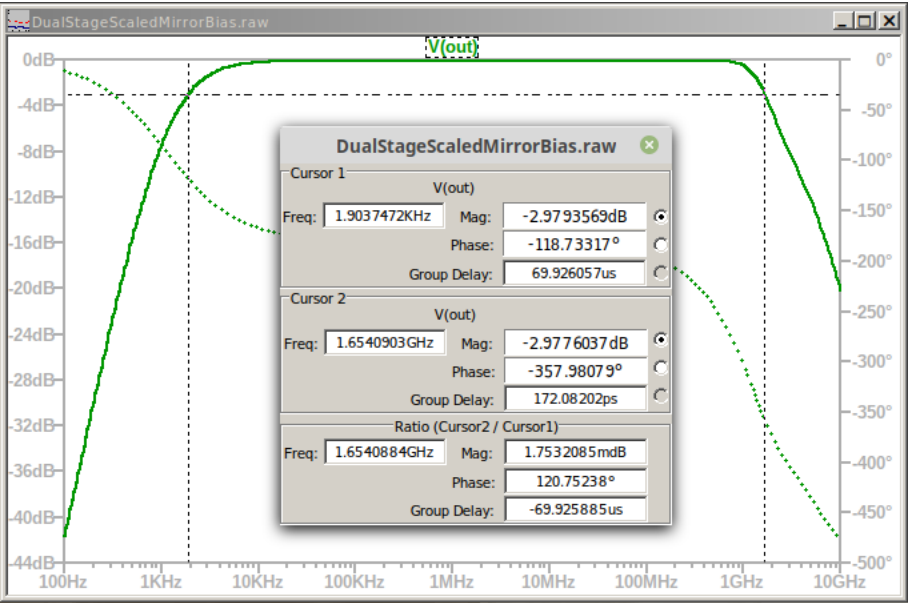 DualStageScaledMirrorBias.raw
V(out)
0dB
-4dB
-8dB
-12dB
-16dB
-20dB
-24dB
-28dB
-32dB
-36dB
-40dB
-44dB
0°
-50°
-100°
-150°
-200°
-250°
-300°
-350°
-400°
-450°
-500°
100Hz 1KHz 10KHz 100KHz 1MHz 10MHz 100MHz 1GHz 10GHz
DualStageScaledMirrorBias.raw
Cursor 1
V(out)
Freq: 1.9037472KHz Mag: -2.9793569dB
Phase: -118.73317°
Group Delay: 69.926057us
Cursor 2
V(out)
Freq: 1.6540903GHz Mag: -2.9776037dB
Phase: -357.98079°
Group Delay: 172.08202ps
Ratio (Cursor2 / Cursor1)
Freq: 1.6540884GHz Mag: 1.7532085mdB
Phase: 120.75238°
Group Delay: -69.925885us